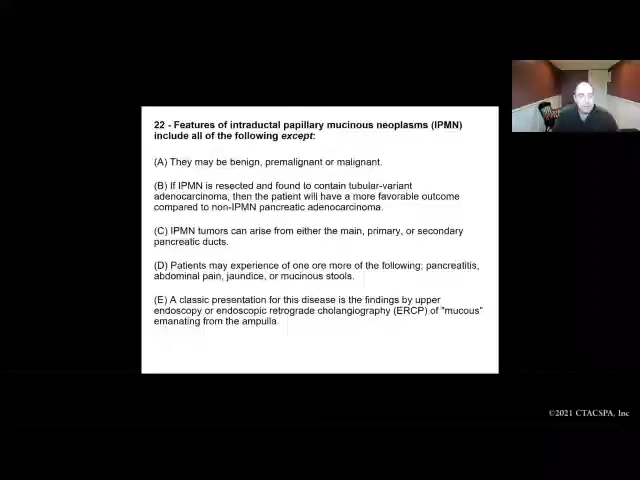 22 - Features of intraductal papillary mucinous neoplasms (IPMN)
include all of the following except:
(A) They may be benign, premalignant or malignant.
(B) If IPMN is resected and found to contain tubular-variant
adenocarcinoma, then the patient will have a more favorable outcome
compared to non-IPMN pancreatic adenocarcinoma.
(C) IPMN tumors can arise from either the main, primary, or secondary
pancreatic ducts.
(D) Patients may experience of one ore more of the following; pancreatitis,
abdominal pain, jaundice, or mucinous stools.
(E) A classic presentation for this disease is the findings by upper
endoscopy or endoscopic retrograde cholangiography (ERCP) of "mucous"
emanating from the ampulla.
©2021 CTACSPA, Inc